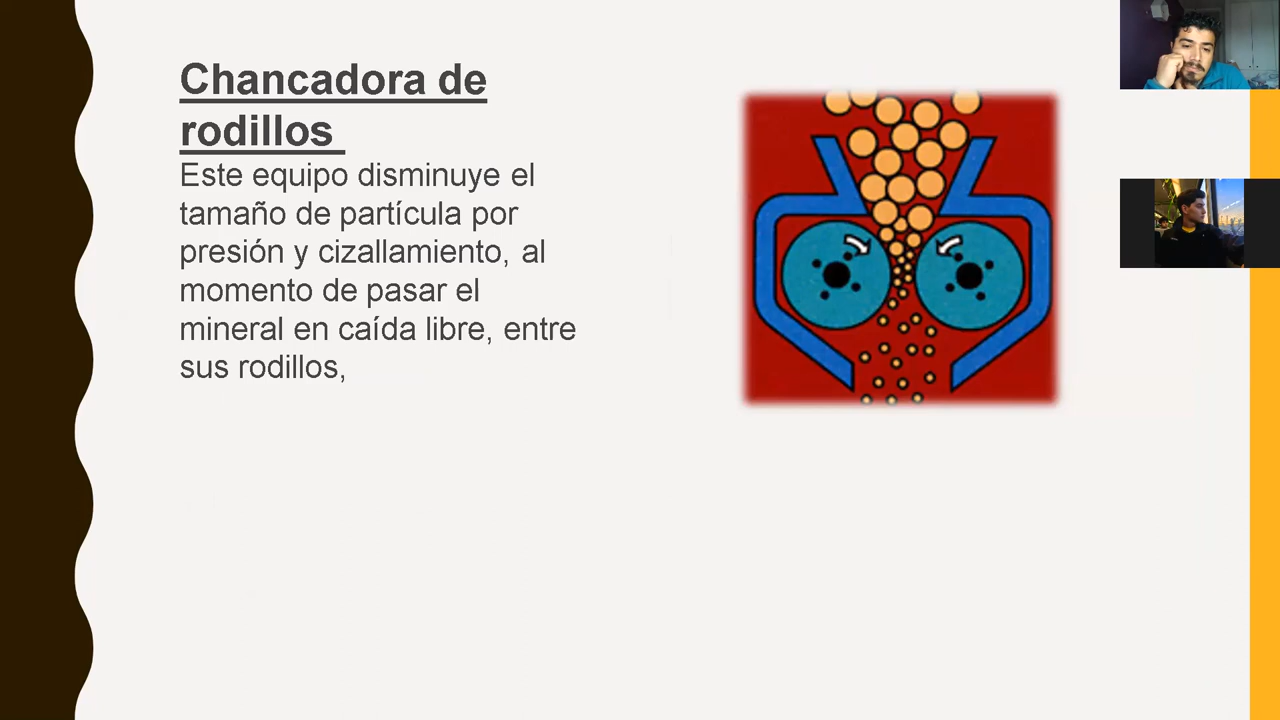 Chancadora de
rodillos
Este equipo disminuye el
tamaño de partícula por
presión y cizallamiento, al
momento de pasar el
mineral en caída libre, entre
sus rodillos,